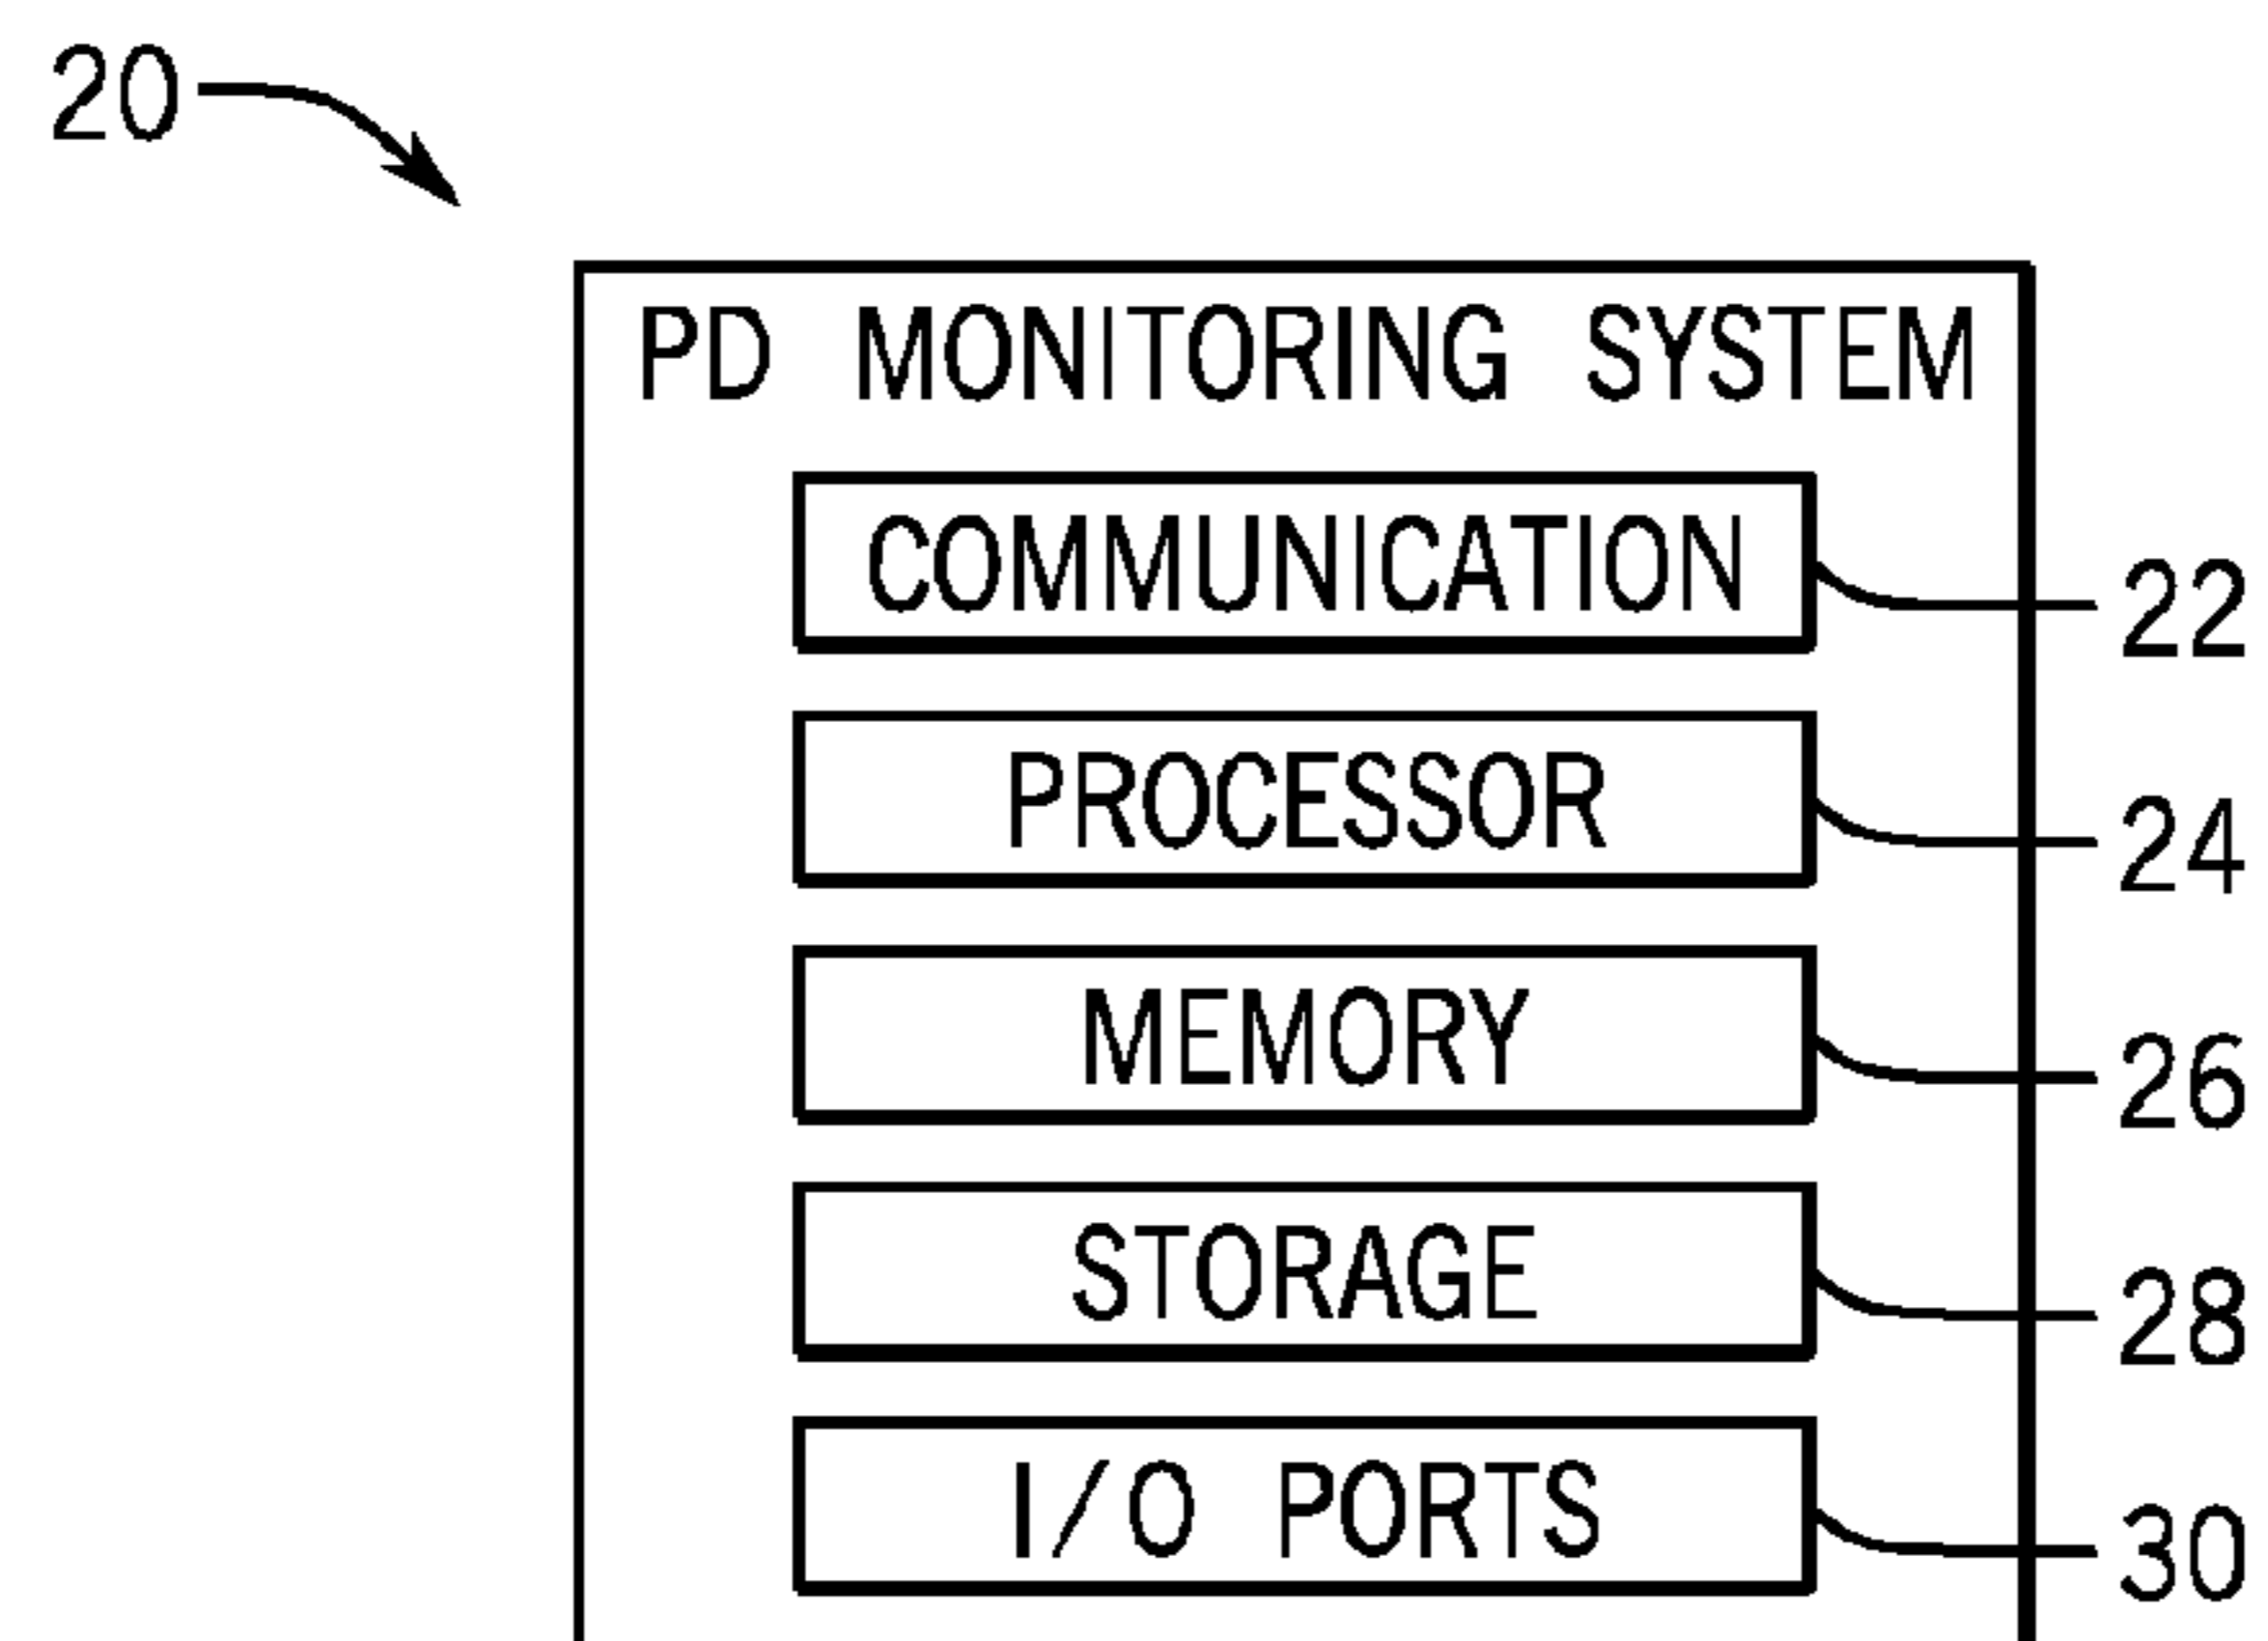 20
PD MONITORING SYSTEM
COMMUNICATION
22
PROCESSOR
24
MEMORY
26
STORAGE
28
I/O PORTS
30